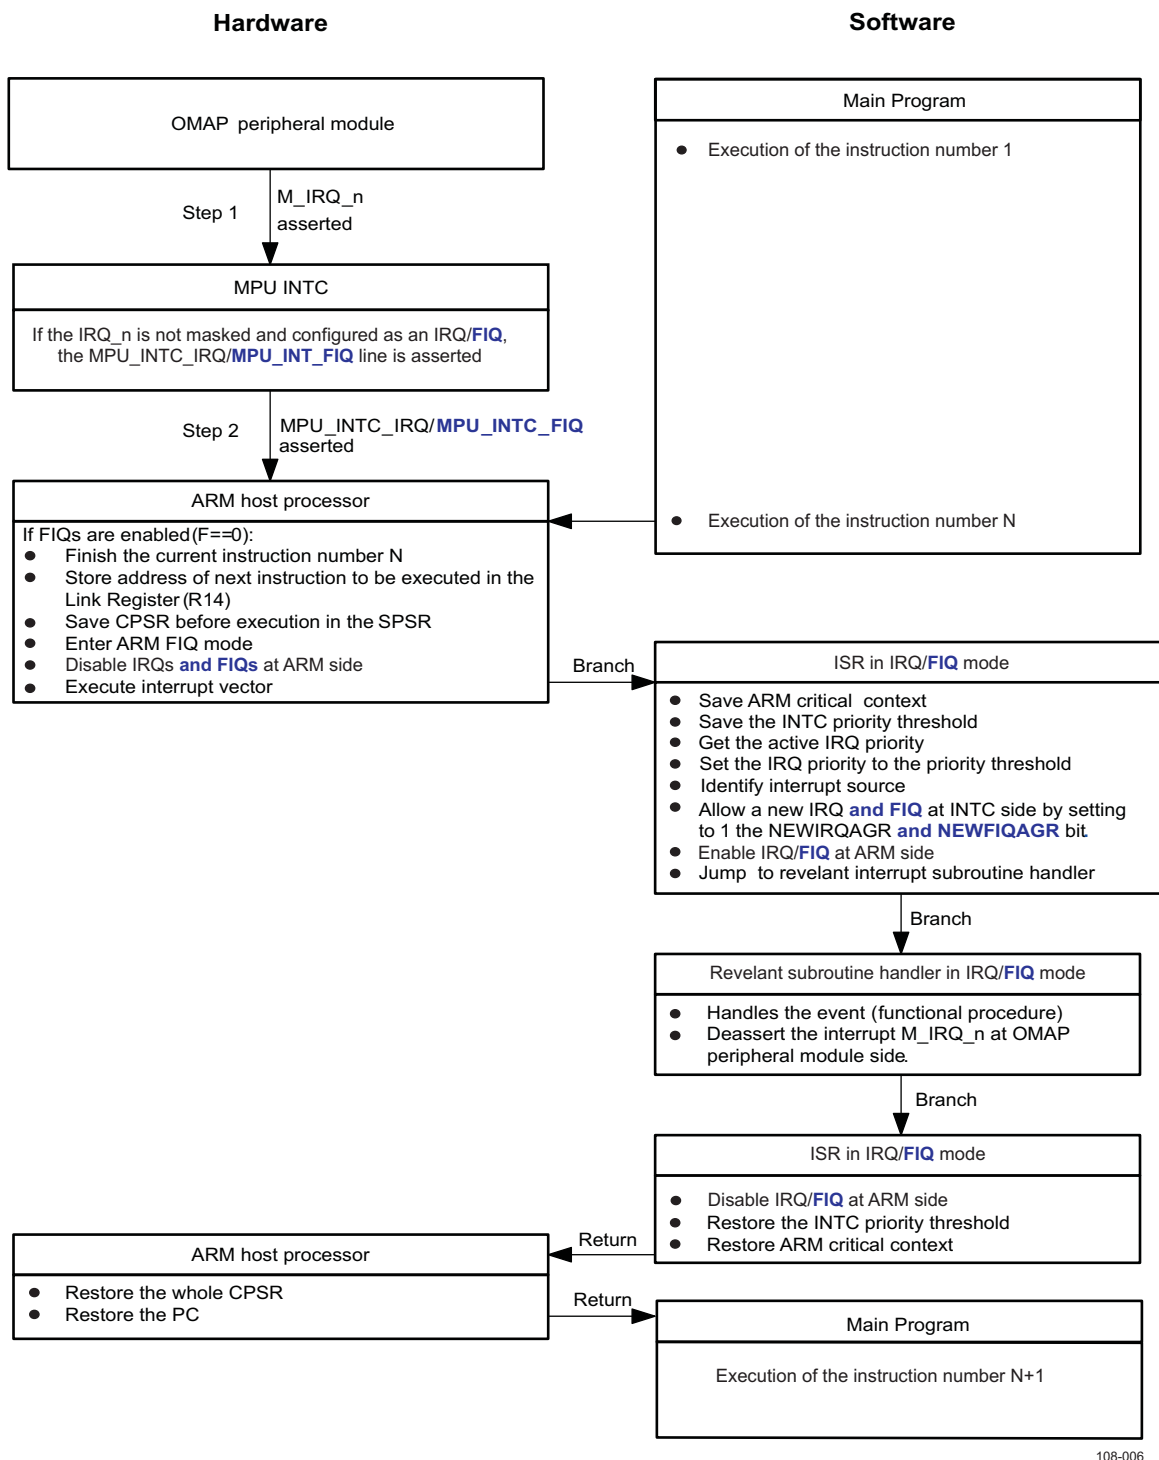 Hardware
Software
OMAP peripheral module
Main Program
● Execution of the instruction number 1
Step 1
M_IRQ_n
asserted
MPU INTC
If the IRQ_n is not masked and configured as an IRQ/FIQ,
the MPU_INTC_IRQ/MPU_INT_FIQ line is asserted
Step 2
MPU_INTC_IRQ/MPU_INTC_FIQ
asserted
● Execution of the instruction number N
ARM host processor
If FIQs are enabled(F==0):
● Finish the current instruction number N
● Store address of next instruction to be executed in the
Link Register (R14)
● Save CPSR before execution in the SPSR
● Enter ARM FIQ mode
● Disable IRQs and FIQs at ARM side
● Execute interrupt vector
Branch
ISR in IRQ/FIQ mode
● Save ARM critical context
● Save the INTC priority threshold
● Get the active IRQ priority
● Set the IRQ priority to the priority threshold
● Identify interrupt source
● Allow a new IRQ and FIQ at INTC side by setting
to 1 the NEWIRQAGR and NEWFIQAGR bit.
● Enable IRQ/FIQ at ARM side
● Jump to revelant interrupt subroutine handler
Branch
Revelant subroutine handler in IRQ/FIQ mode
● Handles the event (functional procedure)
● Deassert the interrupt M_IRQ_n at OMAP
peripheral module side.
Branch
ISR in IRQ/FIQ mode
● Disable IRQ/FIQ at ARM side
● Restore the INTC priority threshold
● Restore ARM critical context
Return
ARM host processor
● Restore the whole CPSR
● Restore the PC
Return
Main Program
Execution of the instruction number N+1
108-006